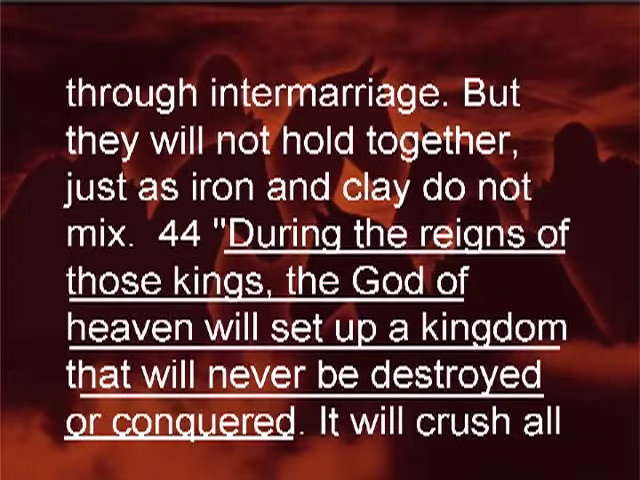 through intermarriage. But
they will not hold together,
just as iron and clay do not
mix.  44 "During the reigns of
those kings, the God of
heaven will set up a kingdom
that will never be destroyed
or conquered. It will crush all